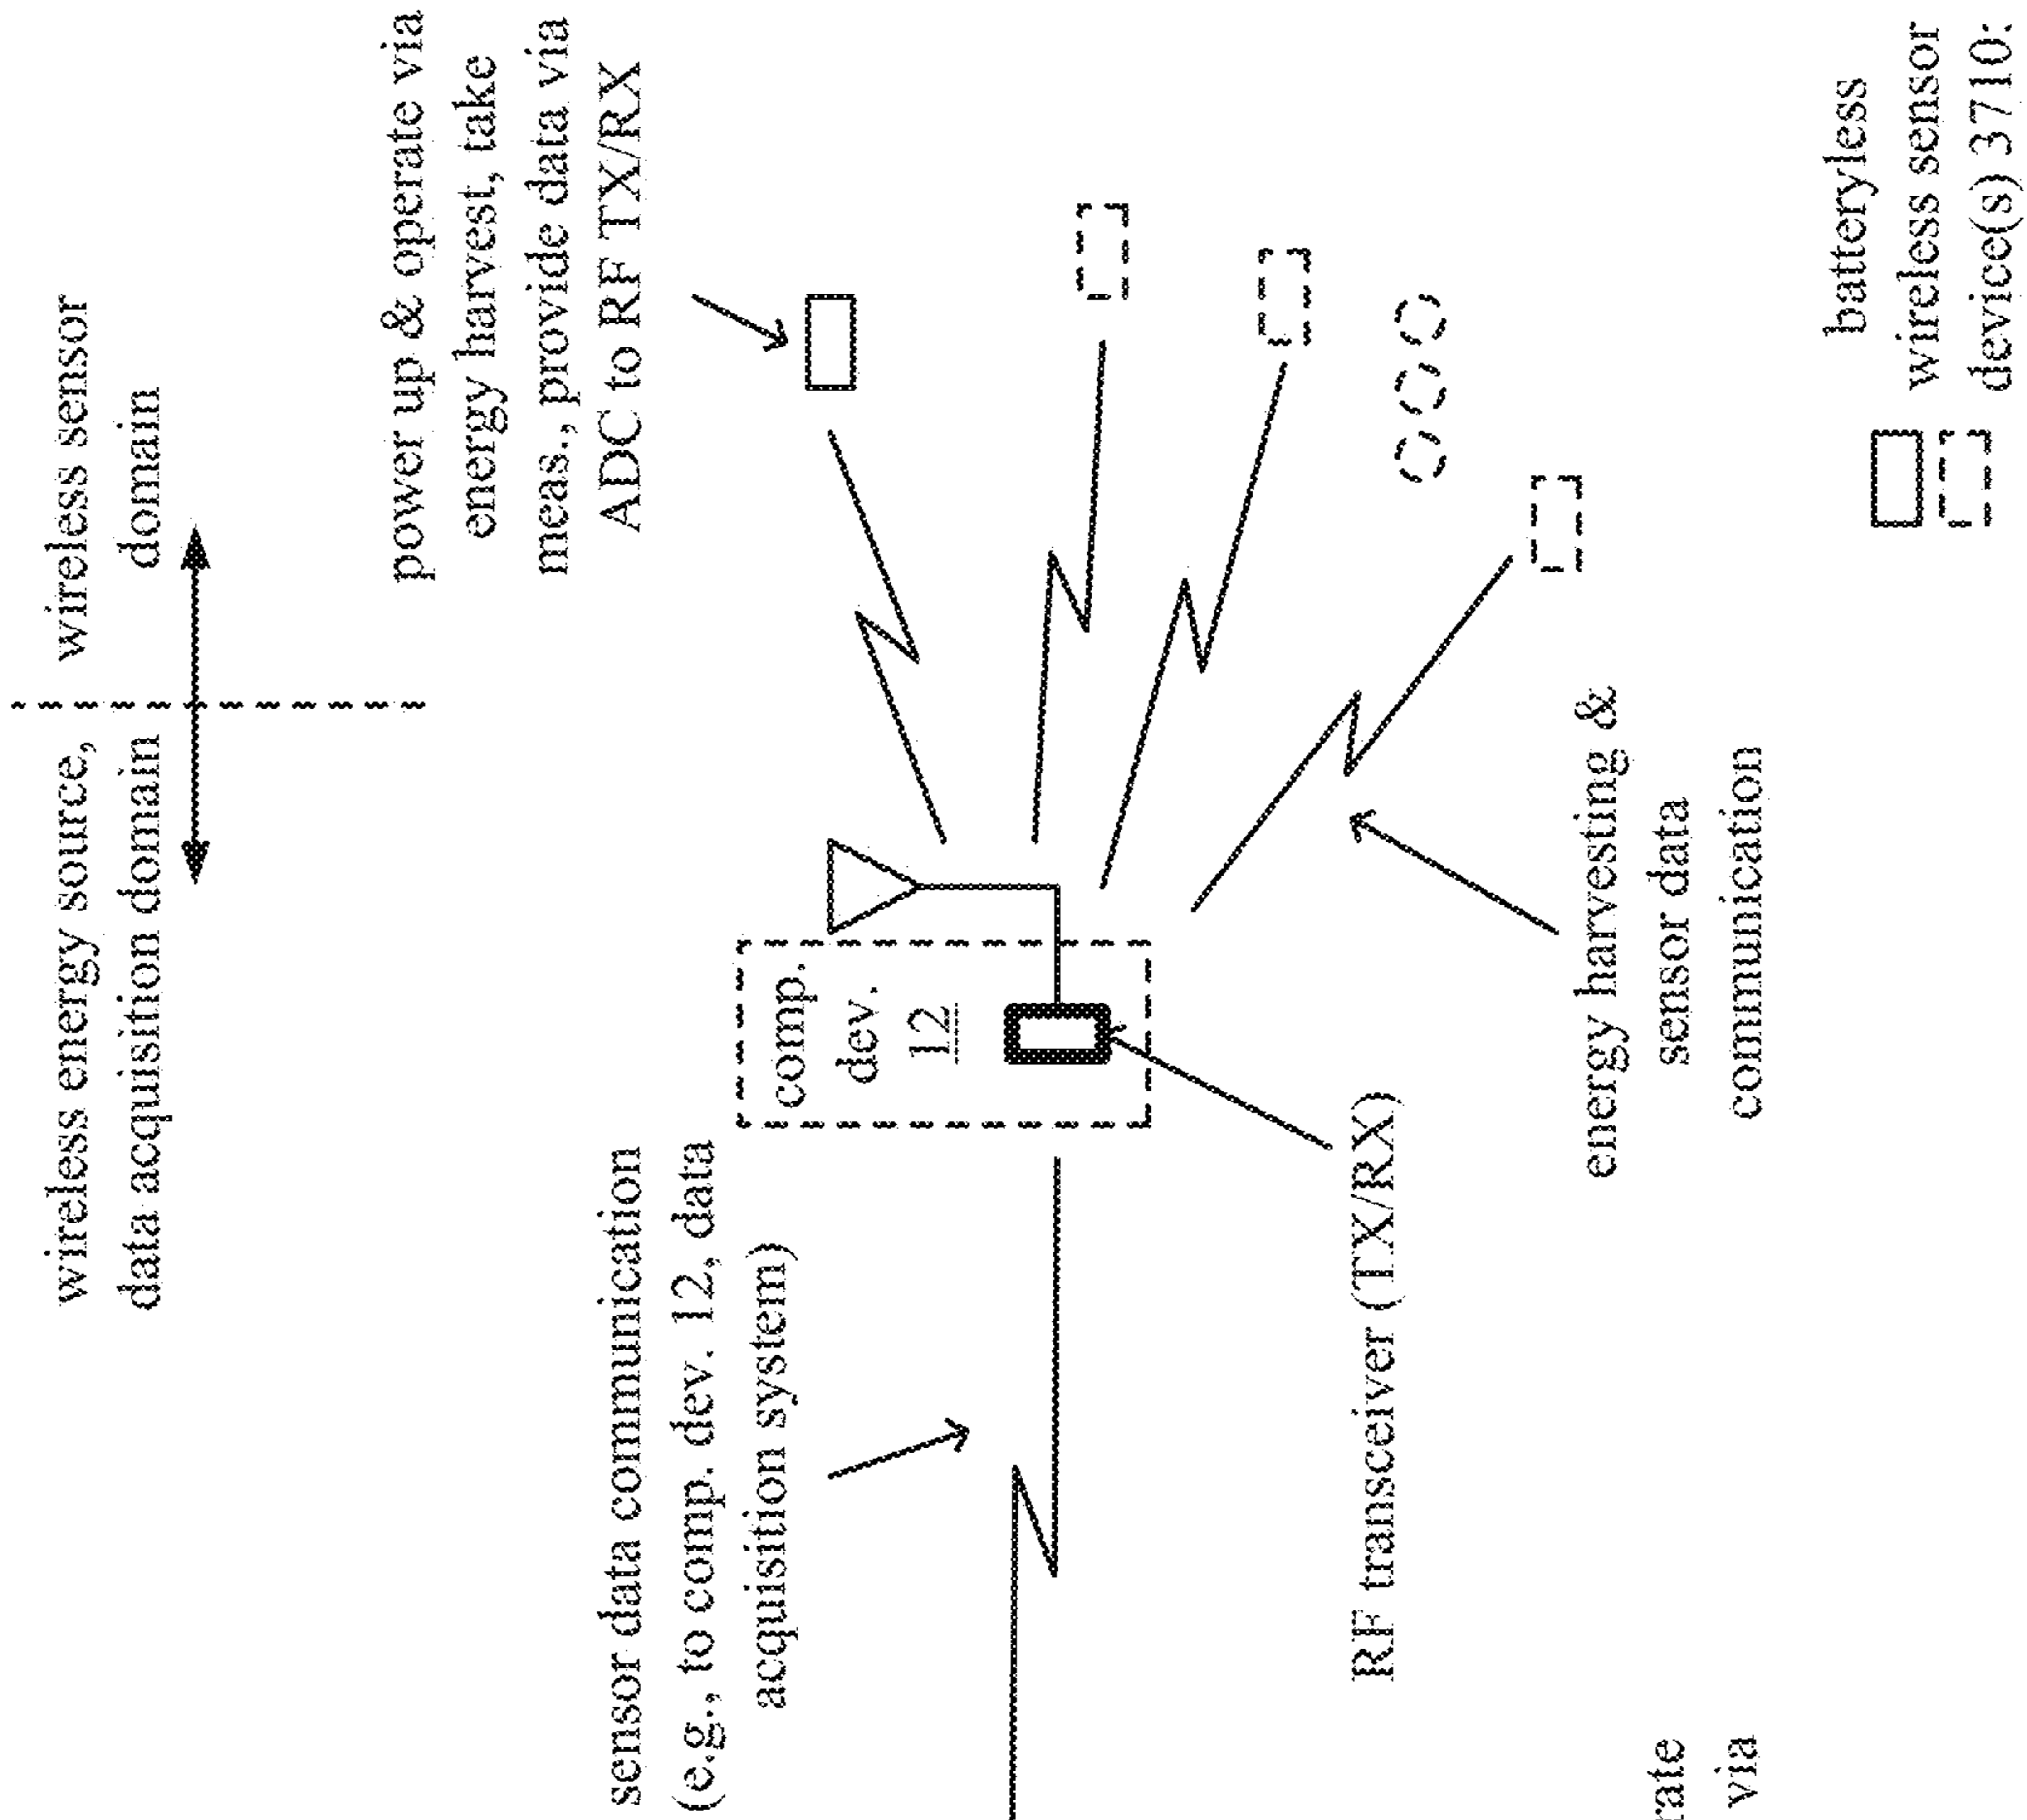 wireless energy source,
data acquisition domain
wireless sensor
domain
power up & operate via
energy harvest, take
meas., provide data via
ADC to RF TX/RX
sensor data communication
(e.g., to comp. dev. 12, data
acquisition system)
comp.
dev.
12
RF transceiver (TX/RX)
energy harvesting &
sensor data
communication
batteryless
wireless sensor
device(s) 3710:
rate
via